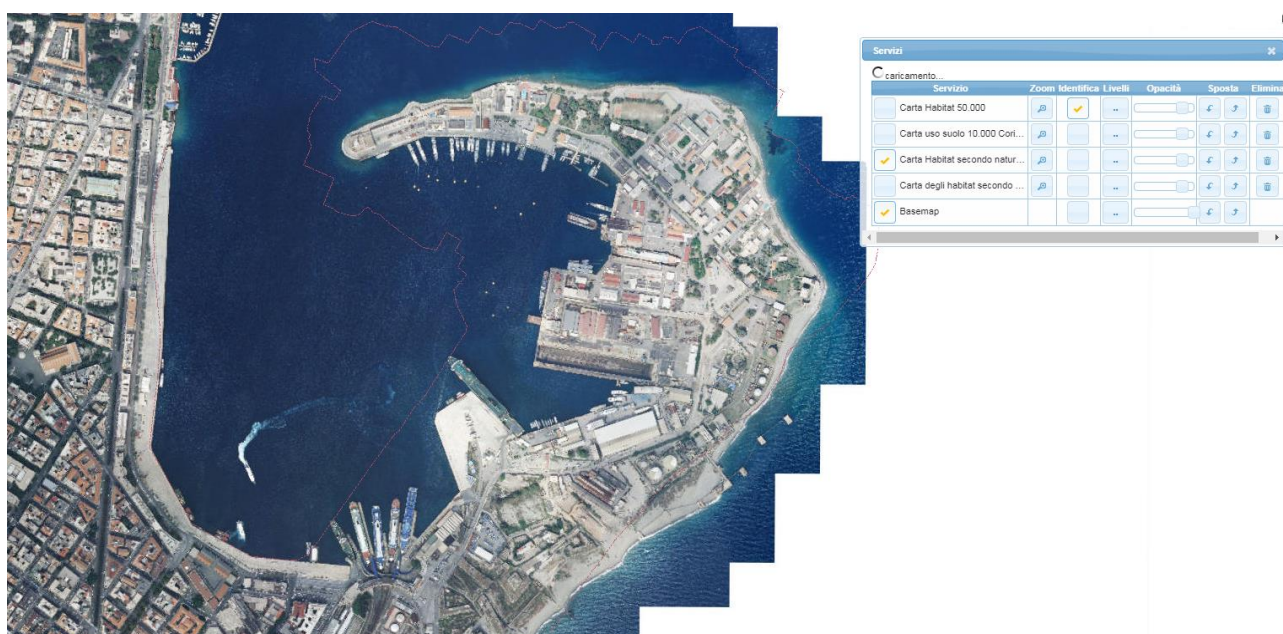 Servizi
caricamento...
Servizio Zoom Identifica Livelli Opacità Sposta Elimina
Carta Habitat 50.000
Carta uso suolo 10.000 Cori...
Carta Habitat secondo natur...
Carta degli habitat secondo ...
Basemap